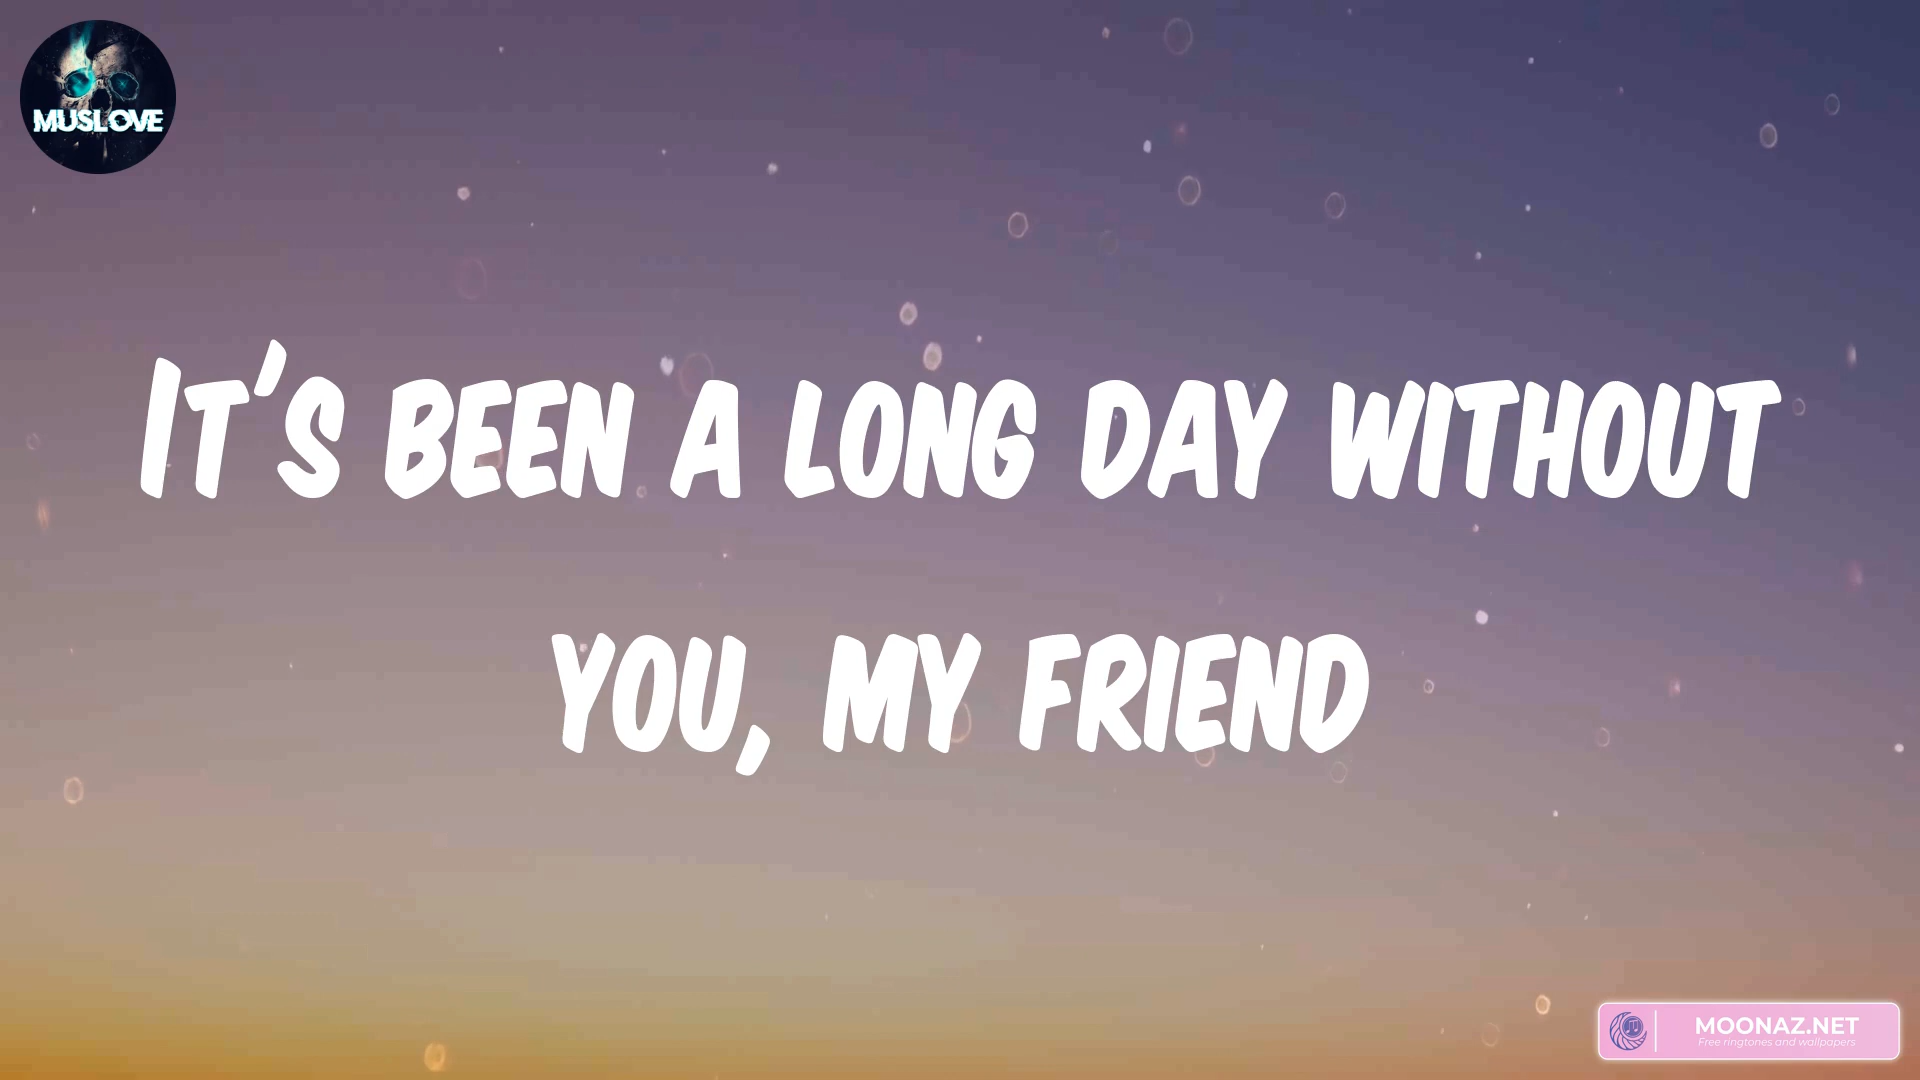 MUSLOVE
It's been a long day without
you, my friend
MOONAZ.NET
Free ringtones and wallpapers